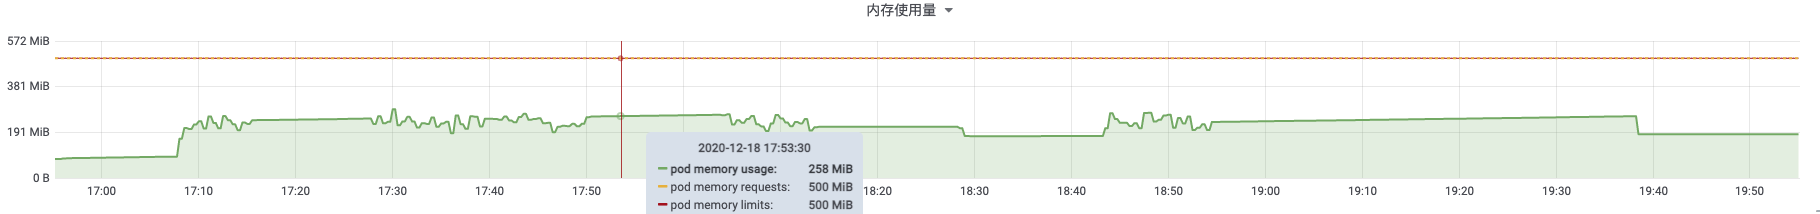 内存使用量
572 MiB
381 MiB
191 MiB
0 B
2020-12-18 17:53:30
pod memory usage: 258 MiB
pod memory requests: 500 MiB
pod memory limits: 500 MiB
17:00 17:10 17:20 17:30 17:40 17:50 18:20 18:30 18:40 18:50 19:00 19:10 19:20 19:30 19:40 19:50